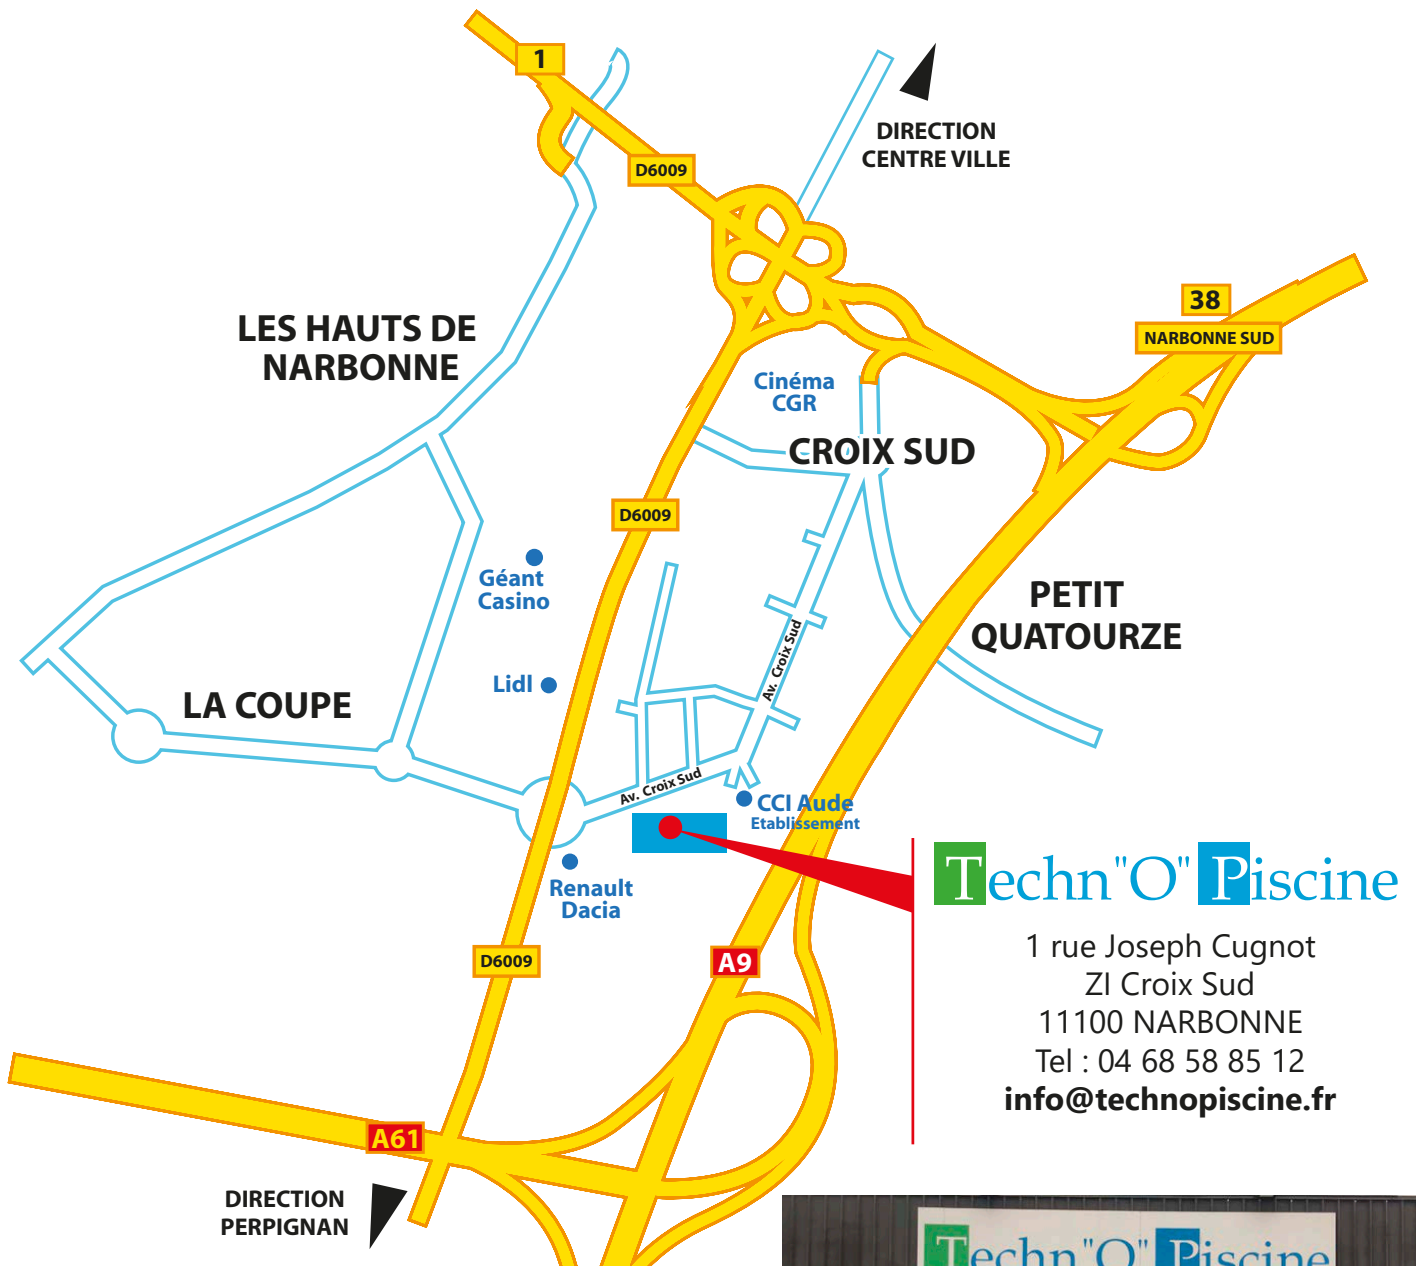 1
DIRECTION
CENTRE VILLE
D6009
38
NARBONNE SUD
LES HAUTS DE
NARBONNE
Cinéma
CGR
CROIX SUD
D6009
Géant
Casino
PETIT
QUATOURZE
Av. Croix Sud
Lidl
LA COUPE
Av. Croix Sud
CCI Aude
Etablissement
Renault
Dacia
Techn"O" Piscine
1 rue Joseph Cugnot
ZI Croix Sud
11100 NARBONNE
Tel : 04 68 58 85 12
info@technopiscine.fr
D6009
A9
A61
DIRECTION
PERPIGNAN
Techn"O" Piscine